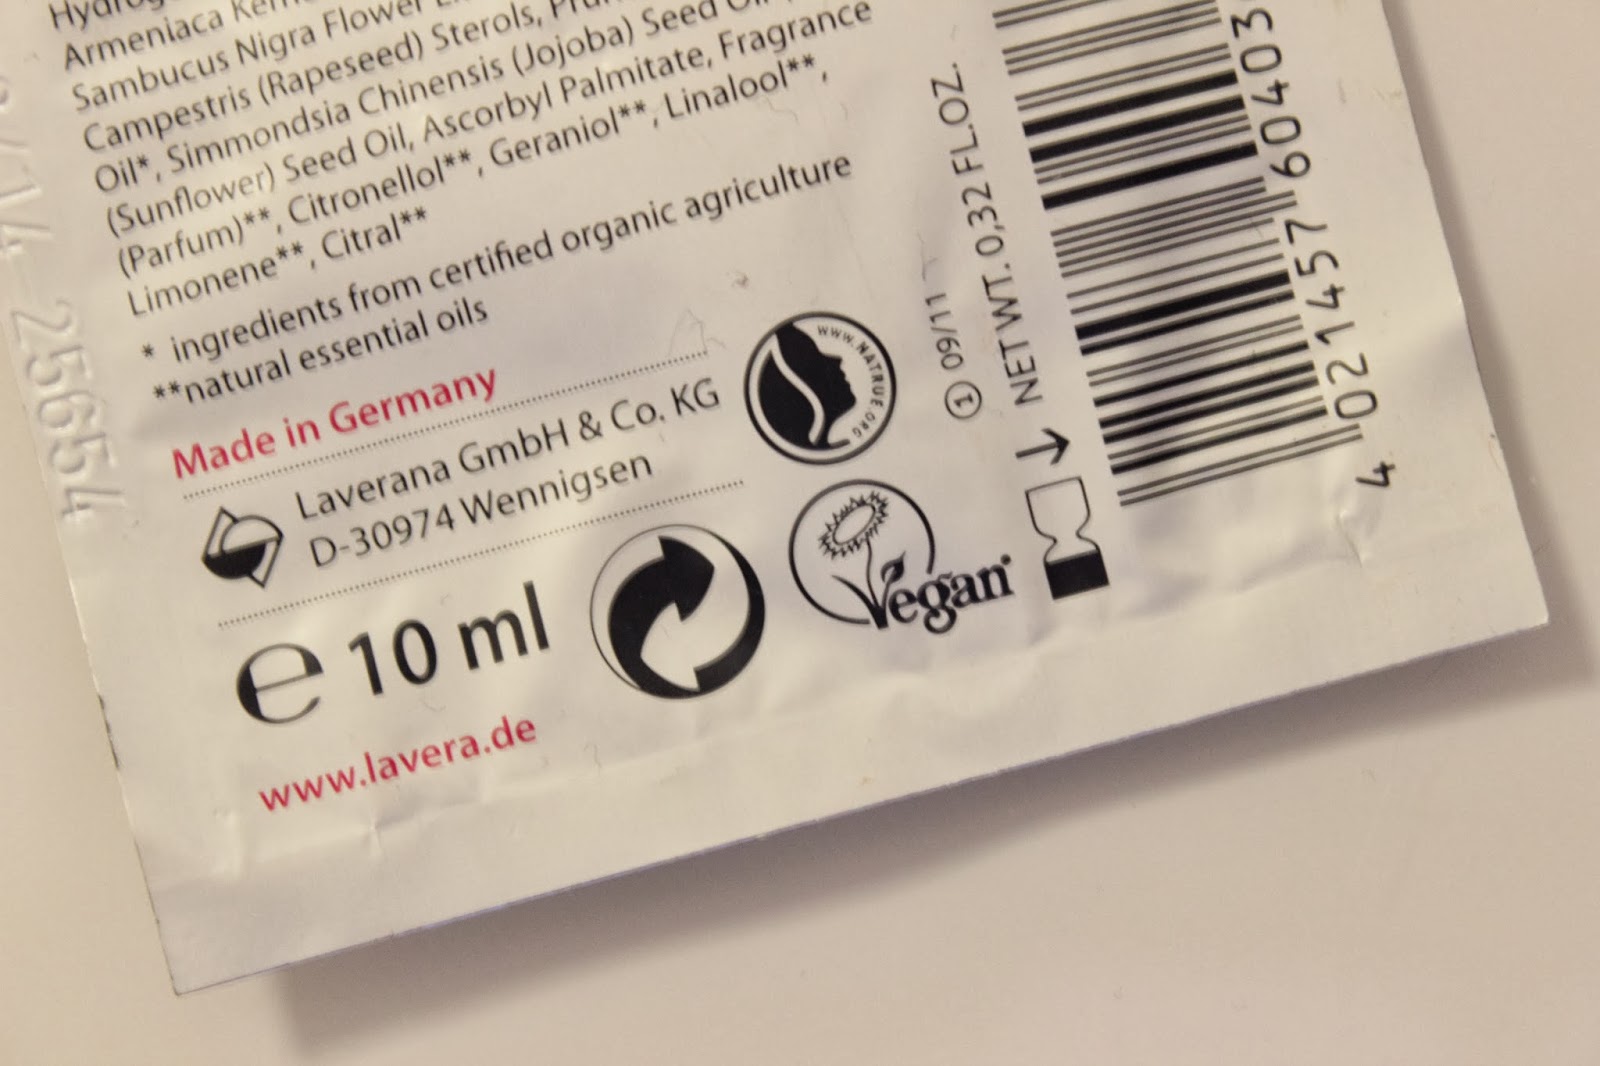 Armeniaca
Sambucus Nigra Flower
Campestris (Rapeseed) Sterols,
Oil*, Simmondsia Chinensis (Jojoba) Seed
(Sunflower) Seed Oil, Ascorbyl Palmitate, Fragrance
(Parfum)**, Citronellol**, Geraniol**, Linalool**,
Limonene**, Citral**
* ingredients from certified organic agriculture
**natural essential oils
Made in Germany
Laverana GmbH & Co. KG
D-30974 Wennigsen
e 10 ml
www.lavera.de
WWW.NATRUE.ORG
Vegan
1 09/11
NET WT. 0,32 FL.OZ.
4 021457 60403
/14 25654